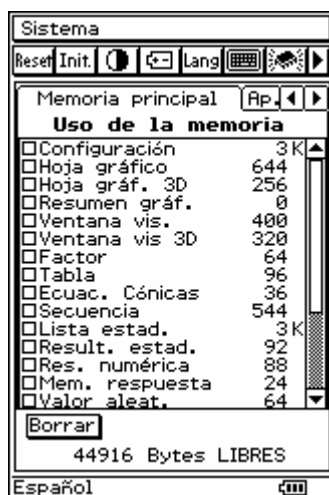 Sistema
Reset Init. Lang
Memoria principal Ap.
Uso de la memoria
Configuración 3K
Hoja gráfico 644
Hoja gráf. 3D 256
Resumen gráf. 0
Ventana vis. 400
Ventana vis 3D 320
Factor 64
Tabla 96
Ecuac. Cónicas 36
Secuencia 544
Lista estad. 3K
Result. estad. 92
Res. numérica 88
Mem. respuesta 24
Valor aleat. 64
Borrar
44916 Bytes LIBRES
Español